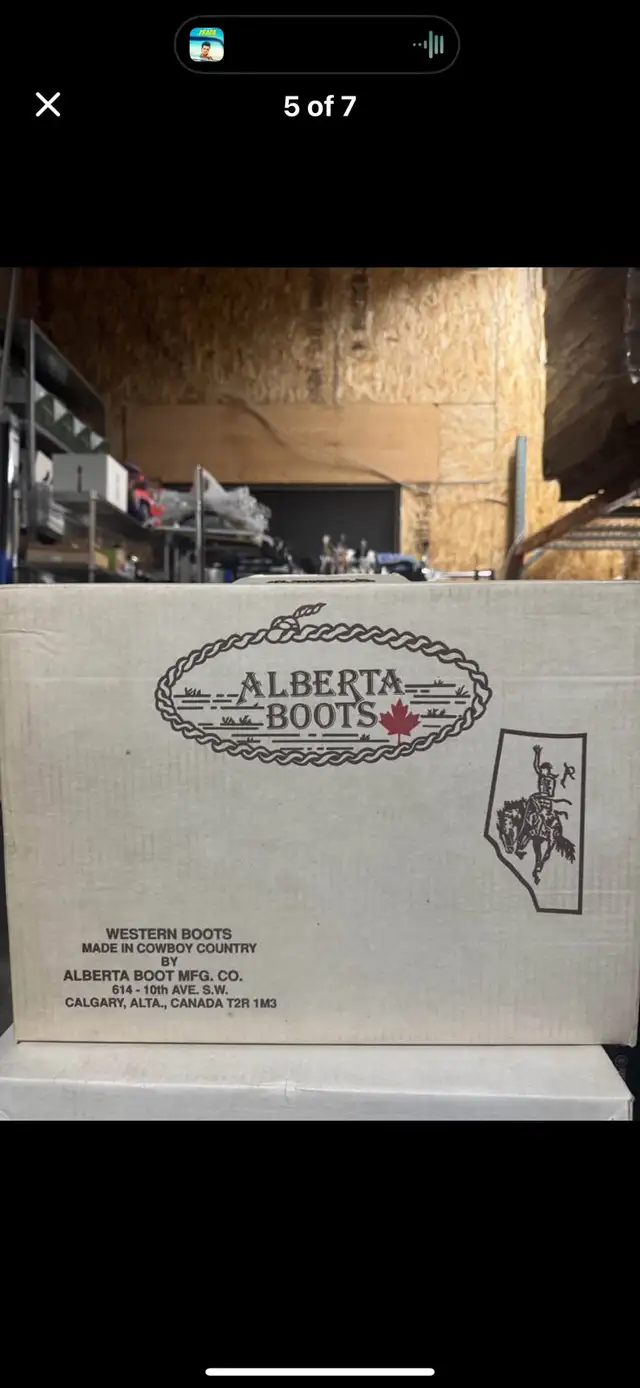 5 of 7
ALBERTA
BOOTS
WESTERN BOOTS
MADE IN COWBOY COUNTRY
BY
ALBERTA BOOT MFG. CO.
614 - 10th AVE. S.W.
CALGARY, ALTA., CANADA T2R 1M3